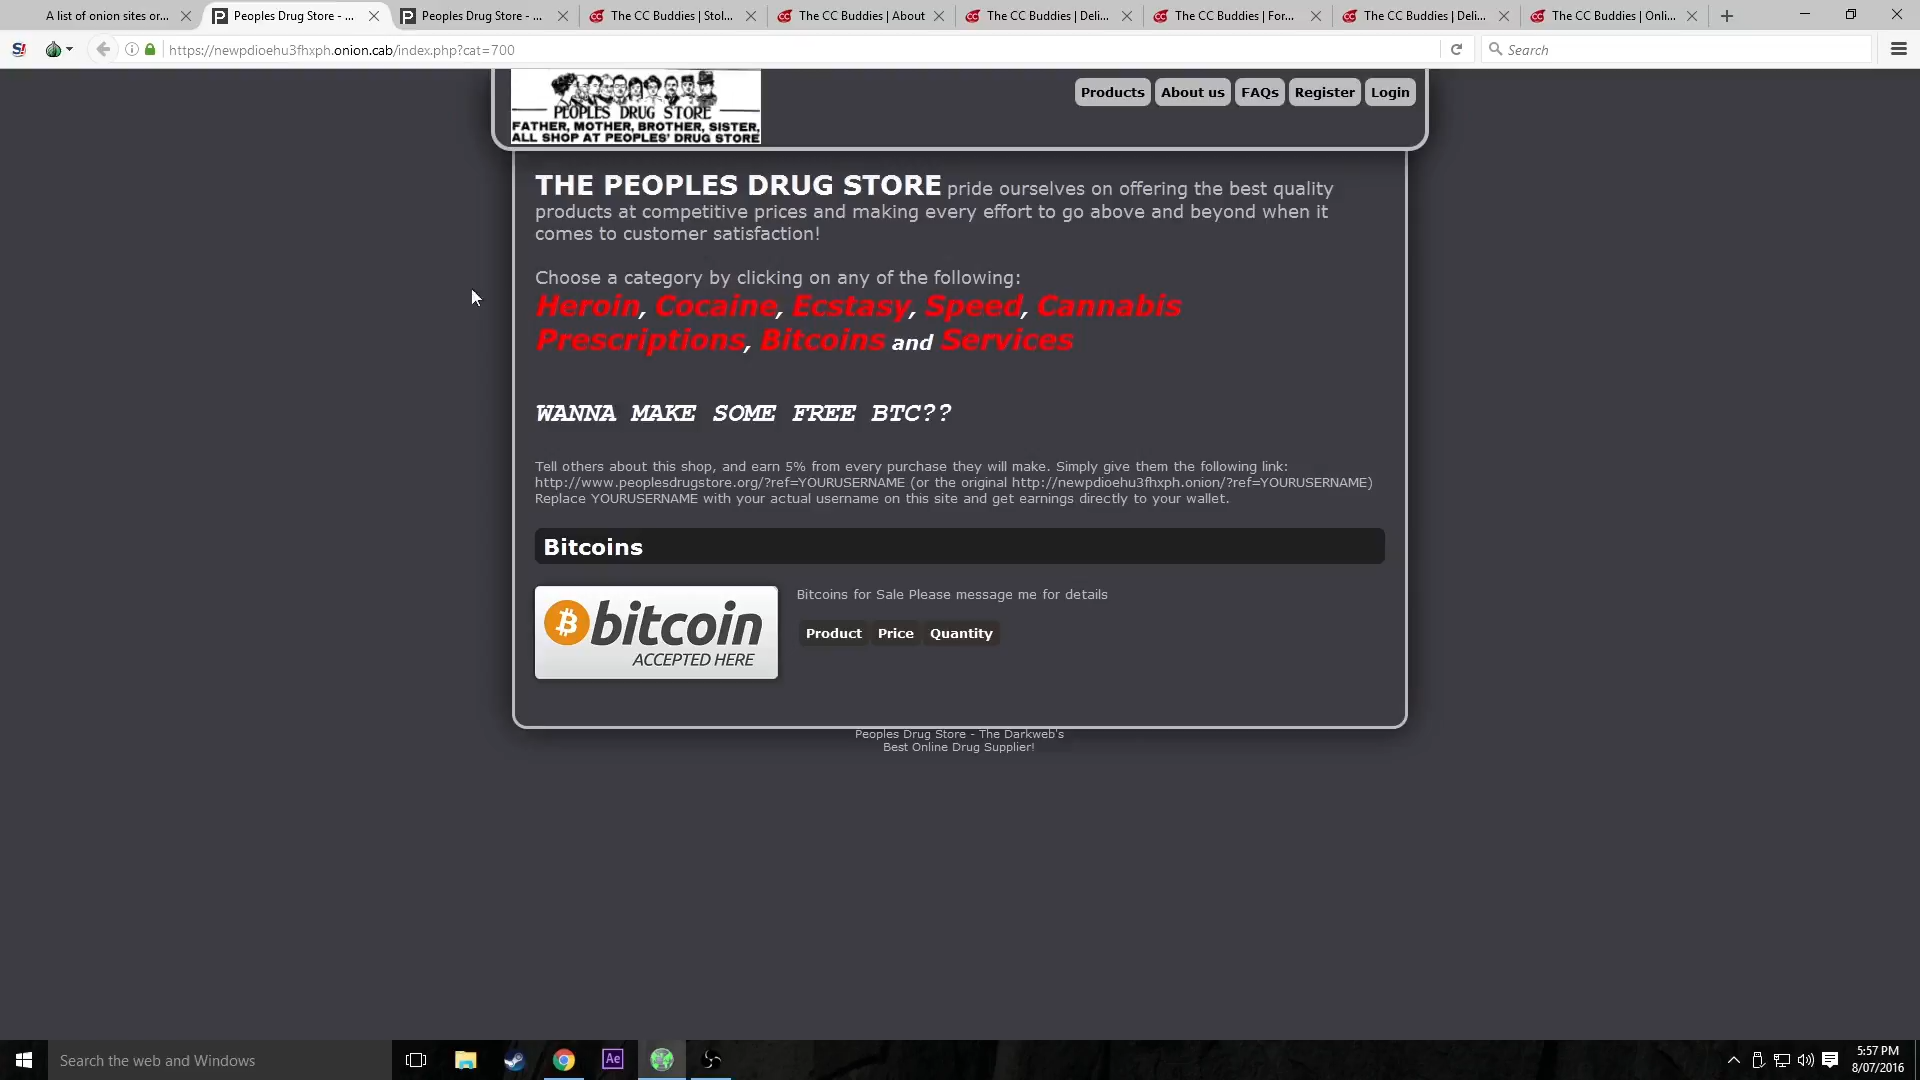 A list of onion sites or...
Peoples Drug Store - ...
Peoples Drug Store - ...
The CC Buddies | Stol...
The CC Buddies | About
The CC Buddies | Deli...
The CC Buddies | For...
The CC Buddies | Deli...
The CC Buddies | Onli...
https://newpdioehu3fhxph.onion.cab/index.php?cat=700
Search
PEOPLES DRUG STORE
FATHER, MOTHER, BROTHER, SISTER,
ALL SHOP AT PEOPLES' DRUG STORE
Products About us FAQs Register Login
THE PEOPLES DRUG STORE pride ourselves on offering the best quality
products at competitive prices and making every effort to go above and beyond when it
comes to customer satisfaction!
Choose a category by clicking on any of the following:
Heroin, Cocaine, Ecstasy, Speed, Cannabis
Prescriptions, Bitcoins and Services
WANNA MAKE SOME FREE BTC??
Tell others about this shop, and earn 5% from every purchase they will make. Simply give them the following link:
http://www.peoplesdrugstore.org/?ref=YOURUSERNAME (or the original http://newpdioehu3fhxph.onion/?ref=YOURUSERNAME)
Replace YOURUSERNAME with your actual username on this site and get earnings directly to your wallet.
Bitcoins
bitcoin
ACCEPTED HERE
Bitcoins for Sale Please message me for details
Product Price Quantity
Peoples Drug Store - The Darkweb's
Best Online Drug Supplier!
Search the web and Windows
Ae
5:57 PM
8/07/2016